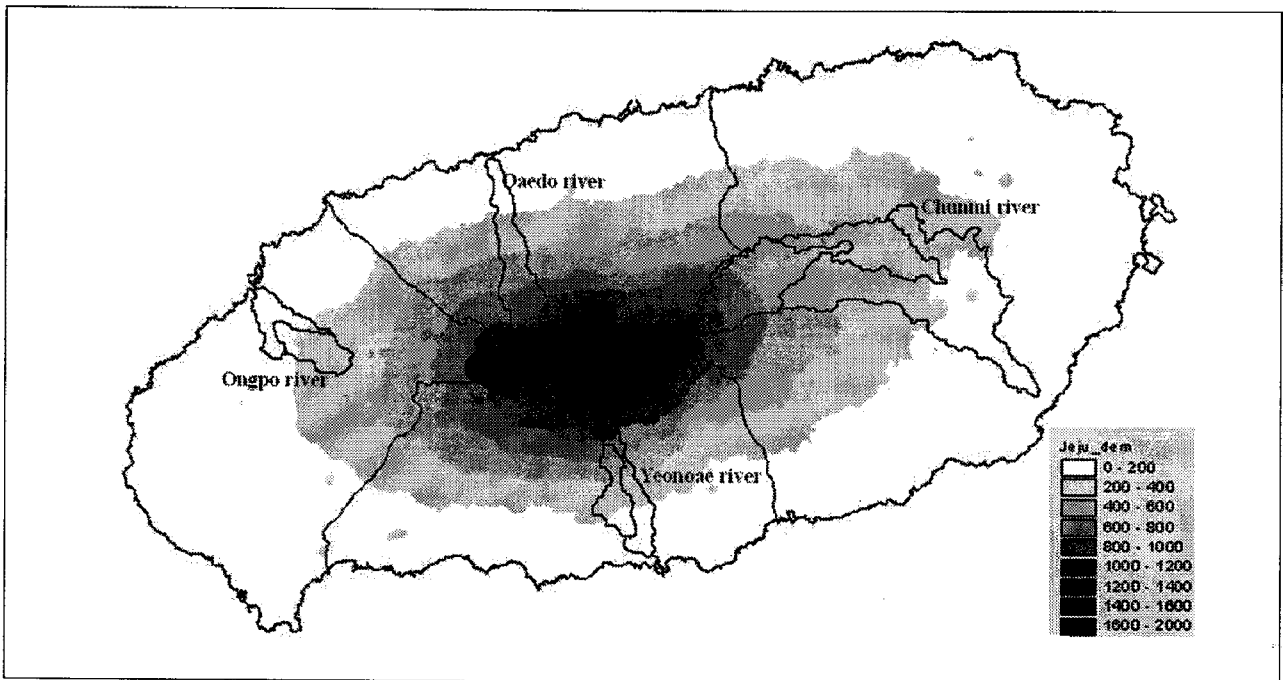 Oaedo river
Chunmi river
Ongpo river
Yeonoae river
Jeju_dem
0 - 200
200 - 400
400 - 600
600 - 800
800 - 1000
1000 - 1200
1200 - 1400
1400 - 1600
1600 - 2000